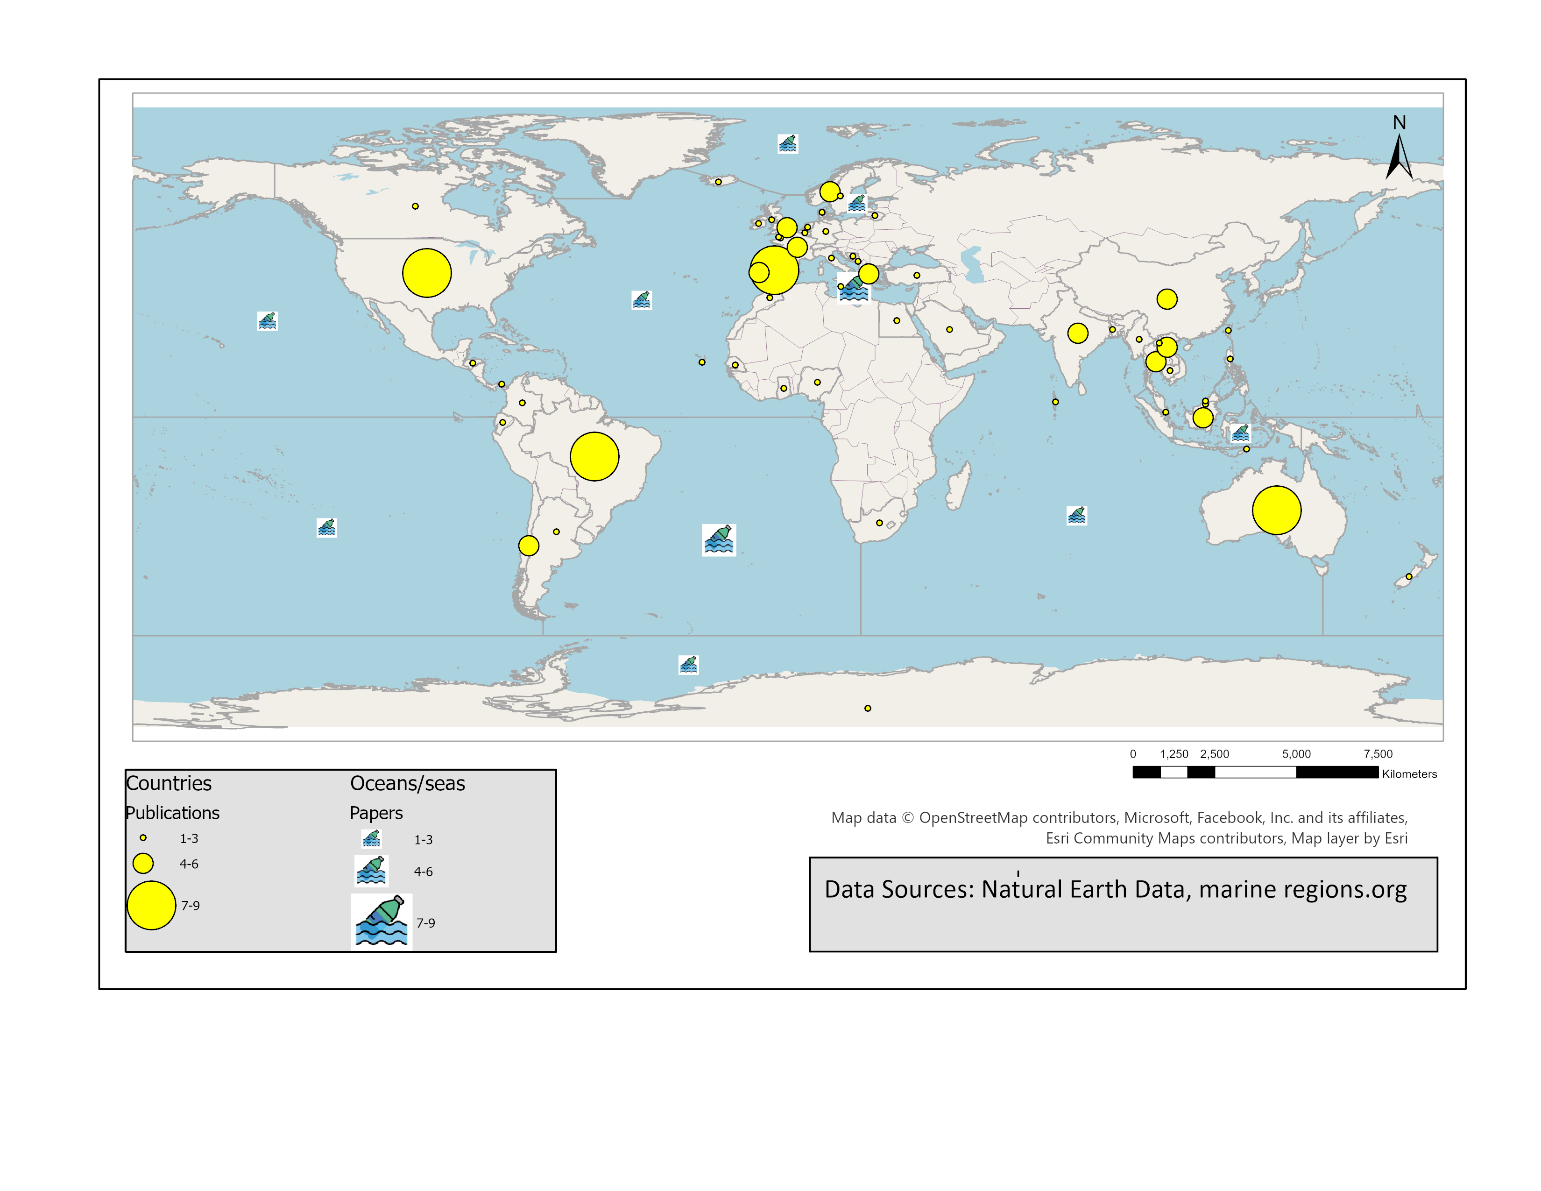 N
0 1,250 2,500 5,000 7,500
Kilometers
Countries
Publications
1-3
4-6
7-9
Oceans/seas
Papers
1-3
4-6
7-9
Map data © OpenStreetMap contributors, Microsoft, Facebook, Inc. and its affiliates,
Esri Community Maps contributors, Map layer by Esri
Data Sources: Natural Earth Data, marine regions.org